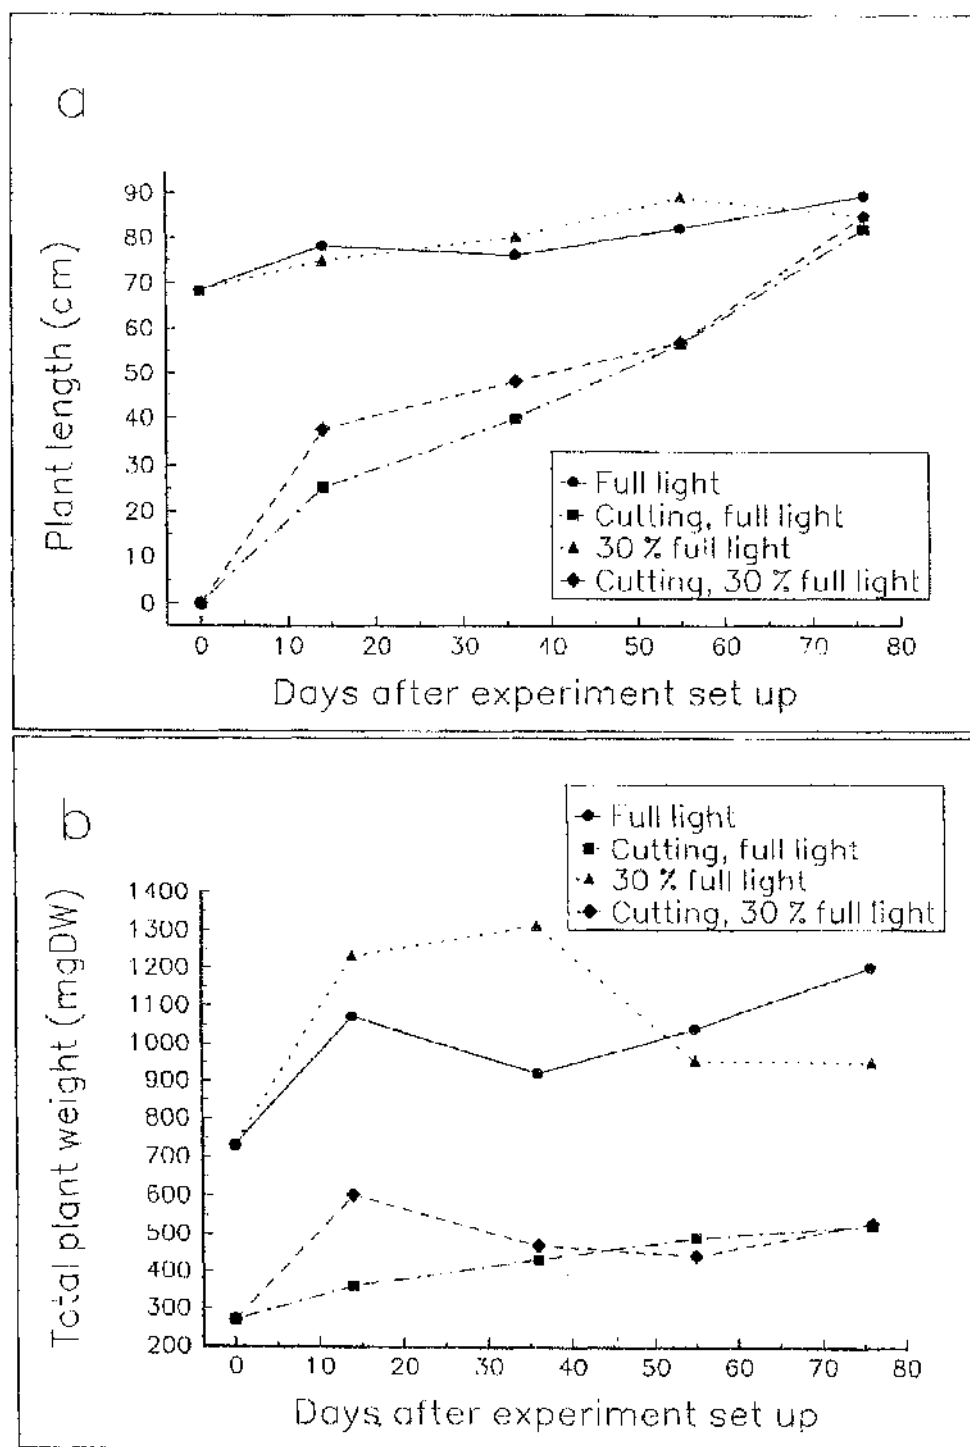 a
Plant length (cm)
90
80
70
60
50
40
30
20
10
0
0 10 20 30 40 50 60 70 80
Days after experiment set up
Full light
Cutting, full light
30 % full light
Cutting, 30 % full light
b
Total plant weight (mgDW)
1400
1300
1200
1100
1000
900
800
700
600
500
400
300
200
0 10 20 30 40 50 60 70 80
Days after experiment set up
Full light
Cutting, full light
30 % full light
Cutting, 30 % full light